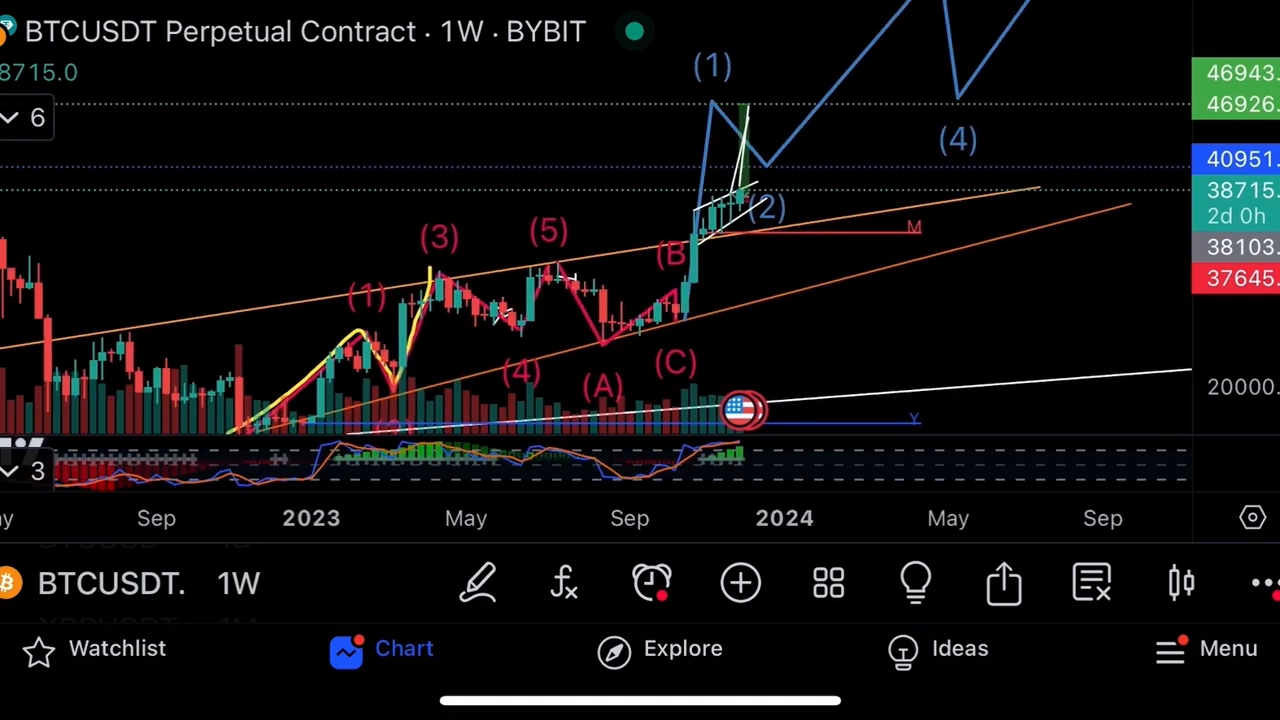 BTCUSDT Perpetual Contract · 1W · BYBIT
8715.0
6
(1)
(4)
(2)
M
(3)
(5)
(B
(1)
(4)
(A)
(C)
Y
46943.
46926.
40951.
38715.
2d 0h
38103.
37645.
20000.
3
Sep
2023
May
Sep
2024
May
Sep
BTCUSDT. 1W
Watchlist
Chart
Explore
Ideas
Menu